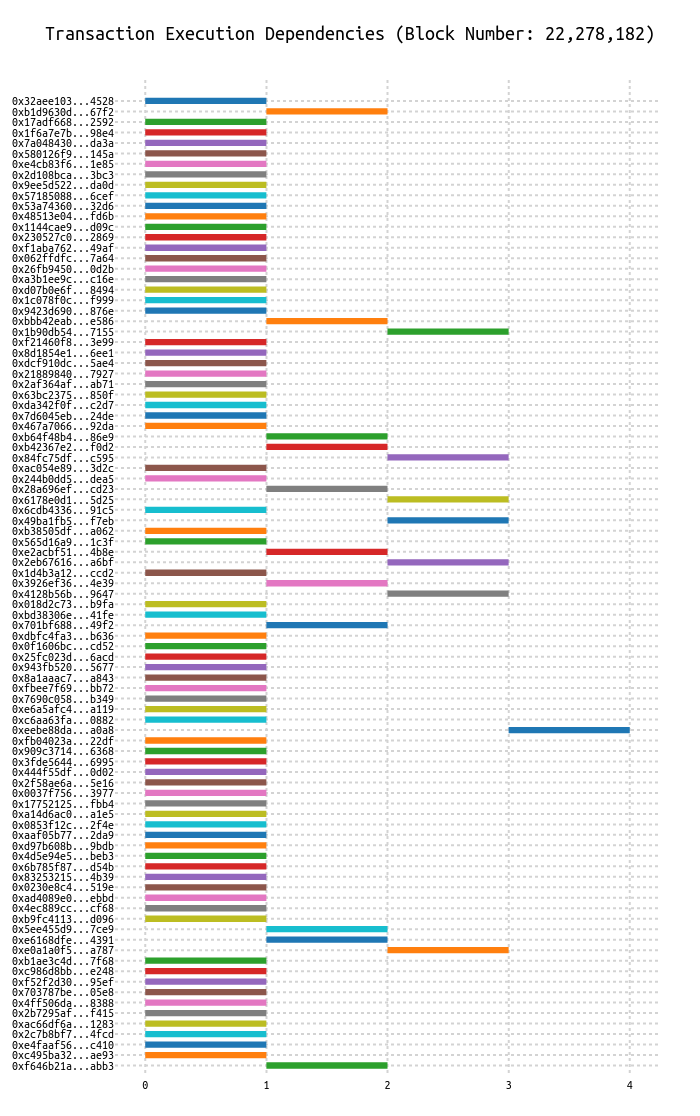 Transaction Execution Dependencies (Block Number: 22,278,182)
0x32aee103...4528
0xb1d9630d...67f2
0x17adf668...2592
0x1f6a7e7b...98e4
0x7a048430...da3a
0x580126f9...145a
0xe4cb83f6...1e85
0x2d108bca...3bc3
0x9ee5d522...da0d
0x57185088...6cef
0x53a74360...32d6
0x48513e04...fd6b
0x1144cae9...d09c
0x230527c0...2869
0xf1aba762...49af
0x062ffdfc...7a64
0x26fb9450...0d2b
0xa3b1ee9c...c16e
0xd07b0e6f...8494
0x1c078f0c...f999
0x9423d690...876e
0xbbb42eab...e586
0x1b90db54...7155
0xf21460f8...3e99
0x8d1854e1...6ee1
0xdcf910dc...5ae4
0x21889840...7927
0x2af364af...ab71
0x63bc2375...850f
0xda342f0f...c2d7
0x7d6045eb...24de
0x467a7066...92da
0xb64f48b4...86e9
0xb42367e2...f0d2
0x84fc75df...c595
0xac054e89...3d2c
0x244b0dd5...dea5
0x28a696ef...cd23
0x6178e0d1...5d25
0x6cdb4336...91c5
0x49ba1fb5...f7eb
0xb38505df...a062
0x565d16a9...1c3f
0xe2acbf51...4b8e
0x2eb67616...a6bf
0x1d4b3a12...ccd2
0x3926ef36...4e39
0x4128b56b...9647
0x018d2c73...b9fa
0xbd38306e...41fe
0x701bf688...49f2
0xdbfc4fa3...b636
0x0f1606bc...cd52
0x25fc023d...6acd
0x943fb520...5677
0x8a1aaac7...a843
0xfbee7f69...bb72
0x7690c058...b349
0xe6a5afc4...a119
0xc6aa63fa...0882
0xeebe88da...a0a8
0xfb04023a...22df
0x909c3714...6368
0x3fde5644...6995
0x444f55df...0d02
0x2f58ae6a...5e16
0x0037f756...3977
0x17752125...fbb4
0xa14d6ac0...a1e5
0x0853f12c...2f4e
0xaaf05b77...2da9
0xd97b608b...9bdb
0x4d5e94e5...beb3
0x6b785f87...d54b
0x83253215...4b39
0x0230e8c4...519e
0xad4089e0...ebbd
0x4ec889cc...cf68
0xb9fc4113...d096
0x5ee455d9...7ce9
0xe6168dfe...4391
0xe0a1a0f5...a787
0xb1ae3c4d...7f68
0xc986d8bb...e248
0xf52f2d30...95ef
0x703787be...05e8
0x4ff506da...8388
0x2b7295af...f415
0xac66df6a...1283
0x2c7b8bf7...4fcd
0xe4faaf56...c410
0xc495ba32...ae93
0xf646b21a...abb3
0 1 2 3 4